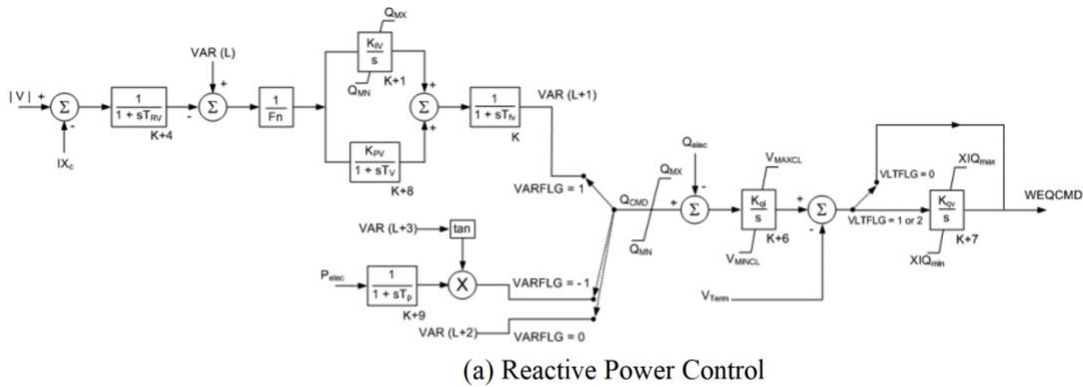 Q_MX
VAR (L)
K_IV
s
K+1
Q_MN
|V|
+
Σ
-
IX_c
1
1 + sT_RV
K+4
+
Σ
-
1
Fn
K_PV
1 + sT_V
K+8
+
Σ
+
1
1 + sT_fv
K
VAR (L+1)
VARFLG = 1
Q_CMD
Q_MX
Q_MN
Q_elec
-
+
Σ
V_MAXCL
K_qi
s
K+6
V_MINCL
+
Σ
-
VLTFLG = 0
VLTFLG = 1 or 2
XIQ_max
K_qv
s
K+7
XIQ_min
WEQCMD
V_Term
VAR (L+3)
tan
P_elec
1
1 + sT_p
K+9
X
VARFLG = - 1
VAR (L+2)
VARFLG = 0
(a) Reactive Power Control